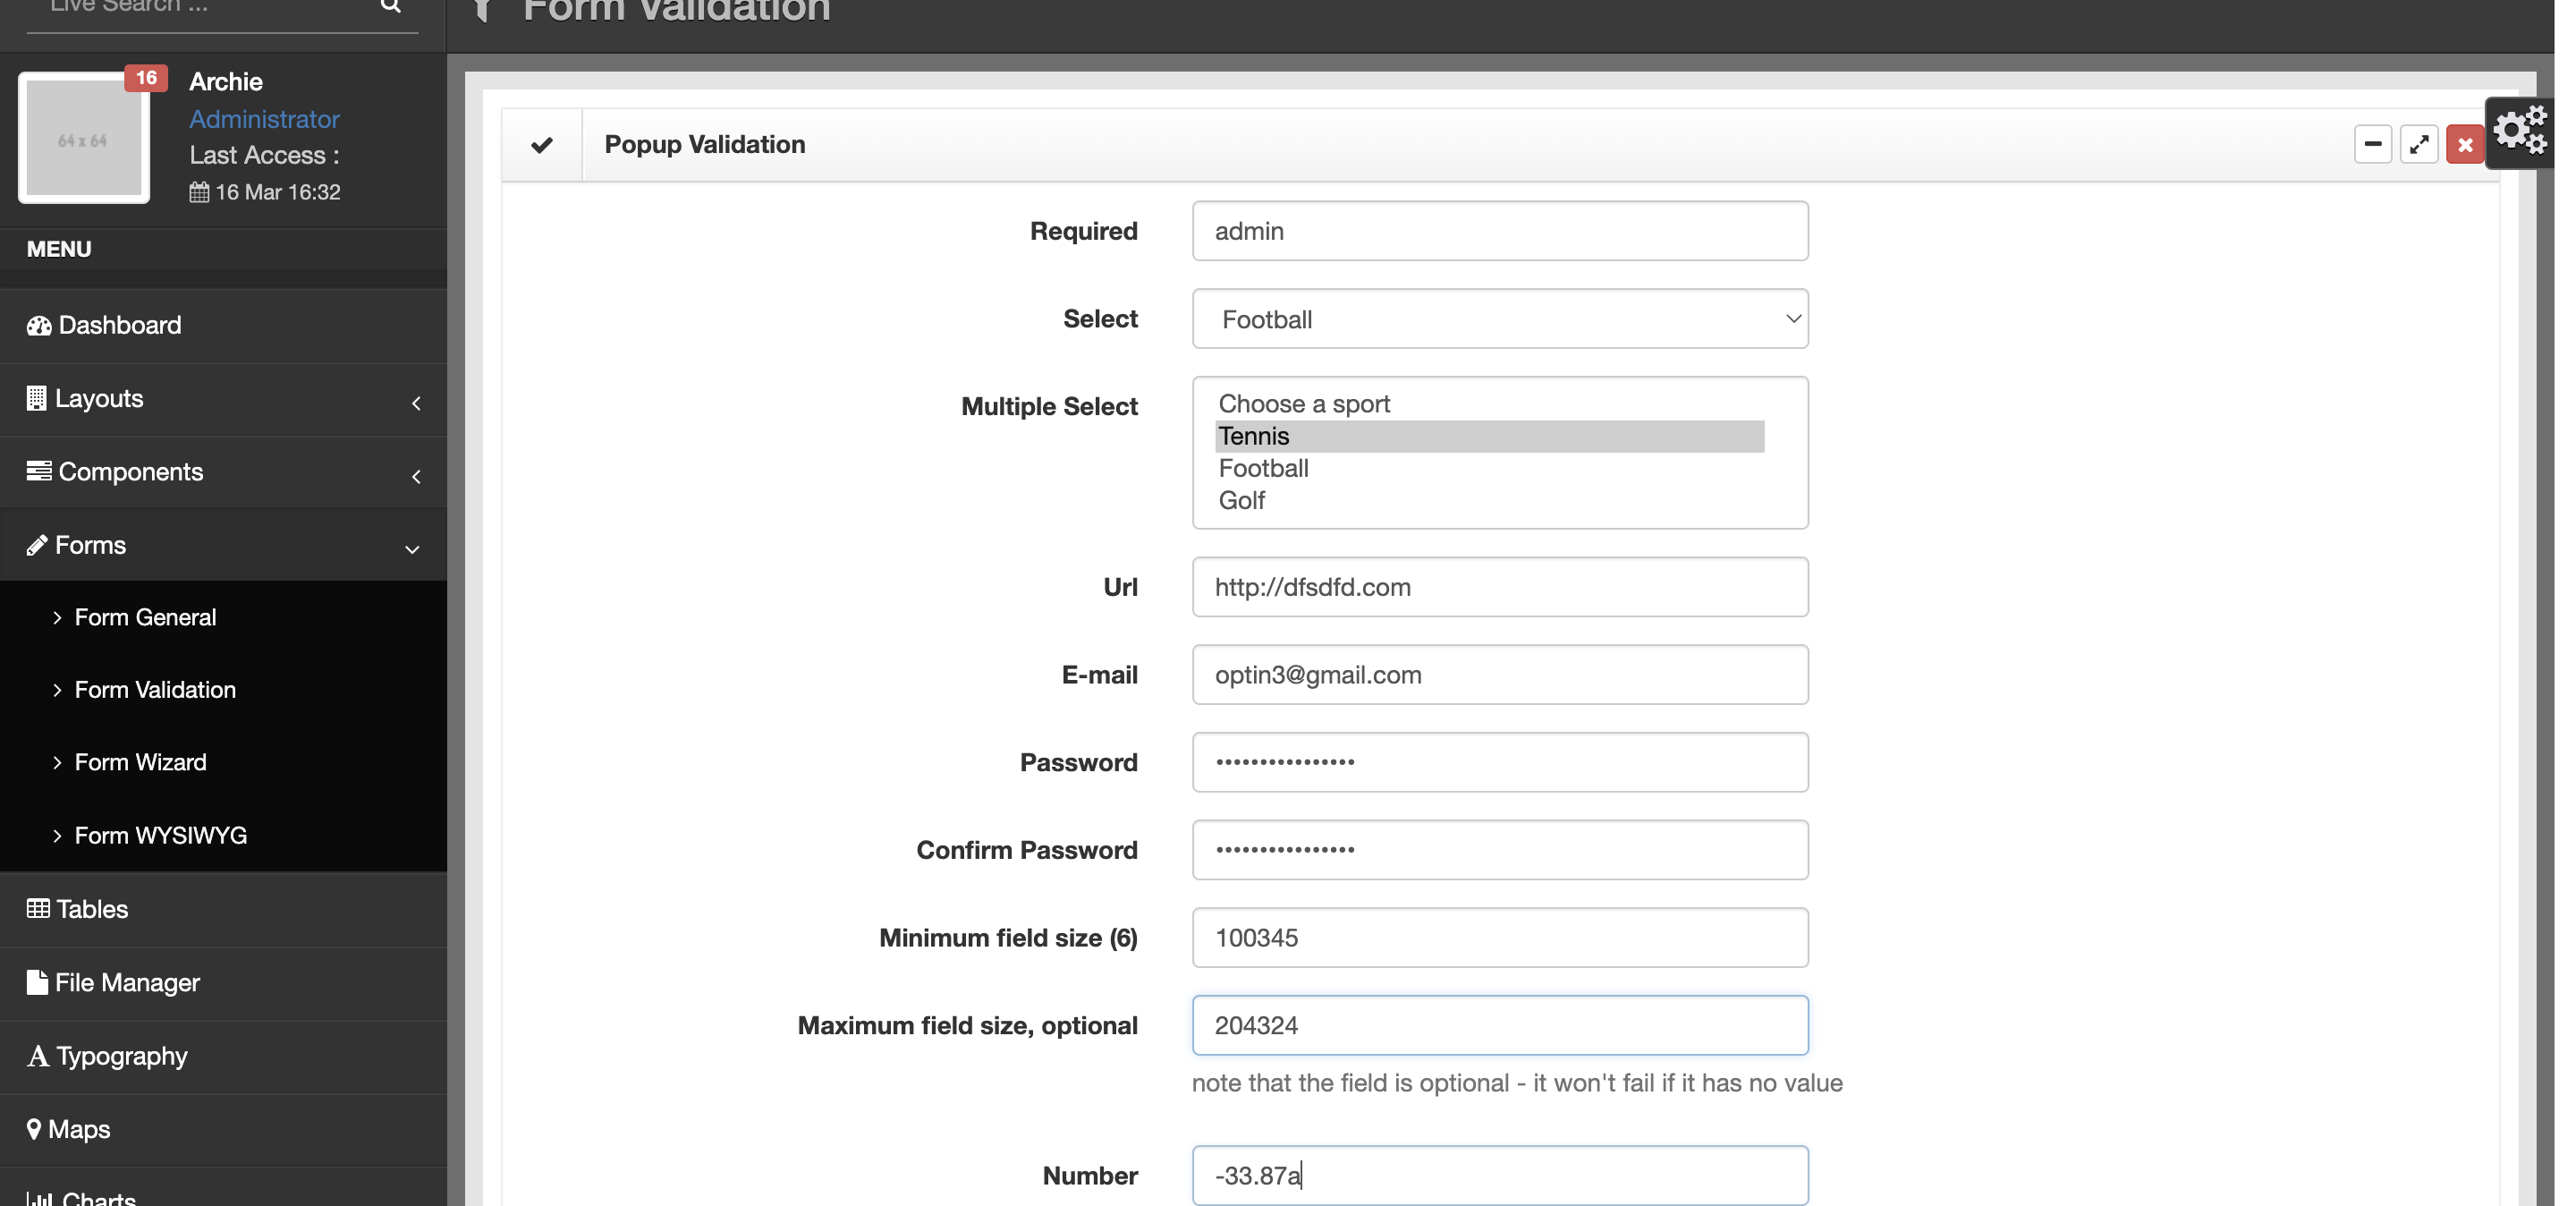 Live Search ...
Form Validation
16
Archie
Administrator
Last Access :
16 Mar 16:32
64 x 64
MENU
Dashboard
Layouts
Components
Forms
Form General
Form Validation
Form Wizard
Form WYSIWYG
Tables
File Manager
Typography
Maps
Charts
Popup Validation
Required
admin
Select
Football
Multiple Select
Choose a sport
Tennis
Football
Golf
Url
http://dfsdfd.com
E-mail
optin3@gmail.com
Password
••••••••••••••••
Confirm Password
••••••••••••••••
Minimum field size (6)
100345
Maximum field size, optional
204324
note that the field is optional - it won't fail if it has no value
Number
-33.87a